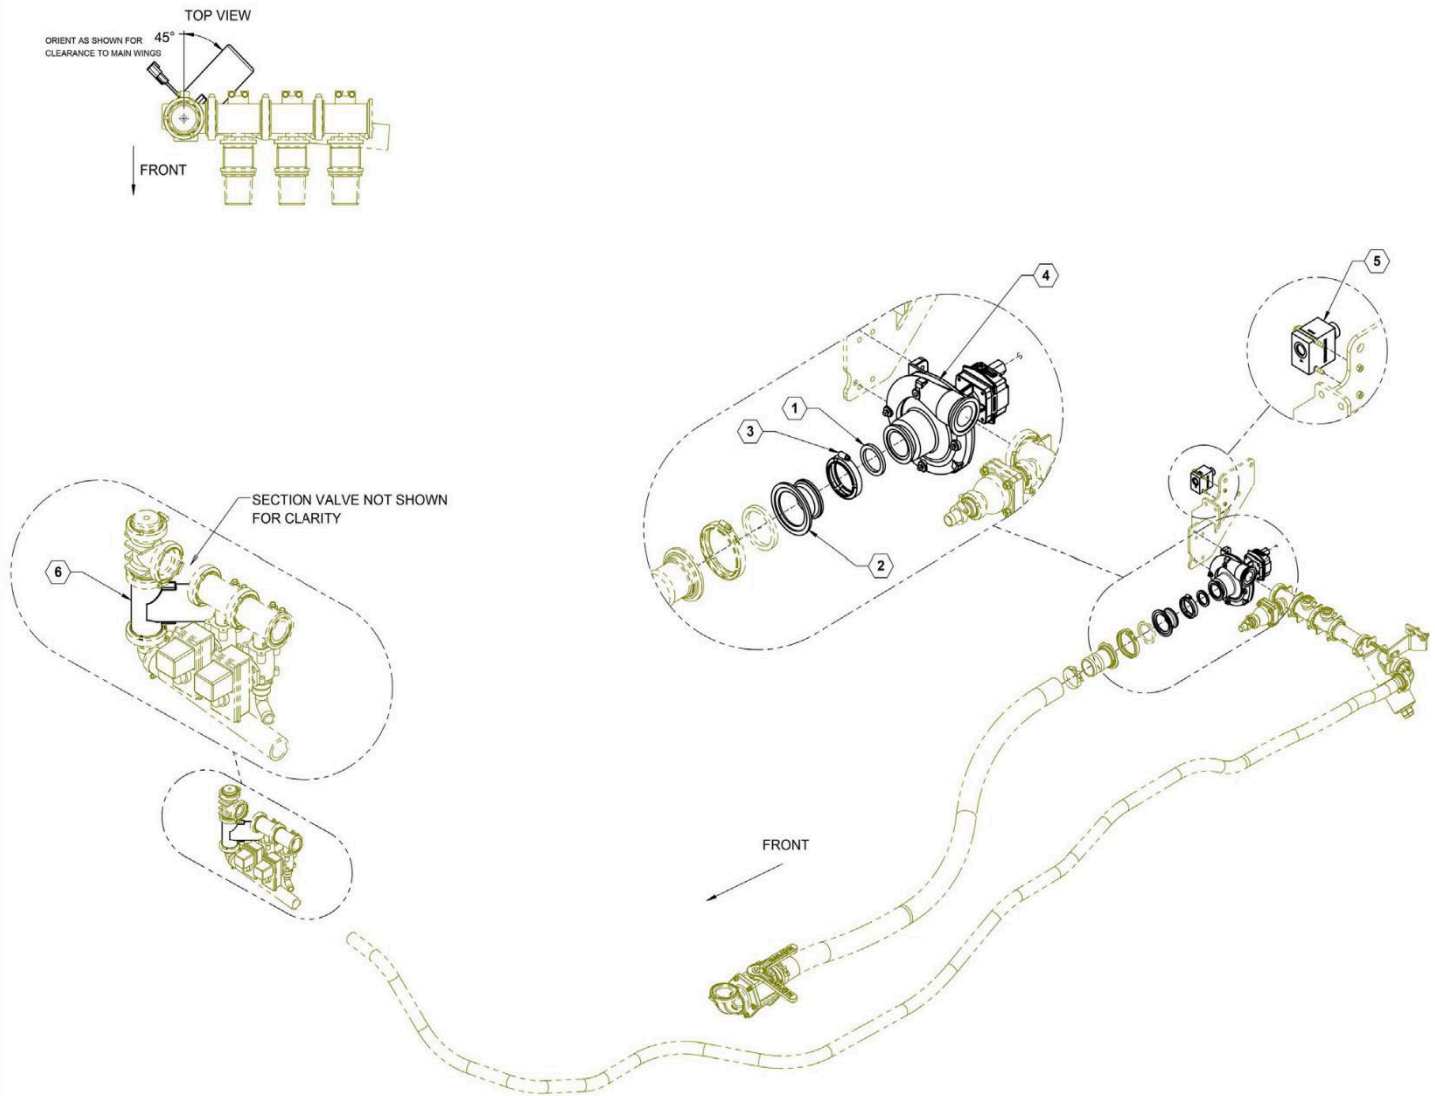 TOP VIEW
ORIENT AS SHOWN FOR
CLEARANCE TO MAIN WINGS
45°
FRONT
4
5
1
3
2
SECTION VALVE NOT SHOWN
FOR CLARITY
6
FRONT